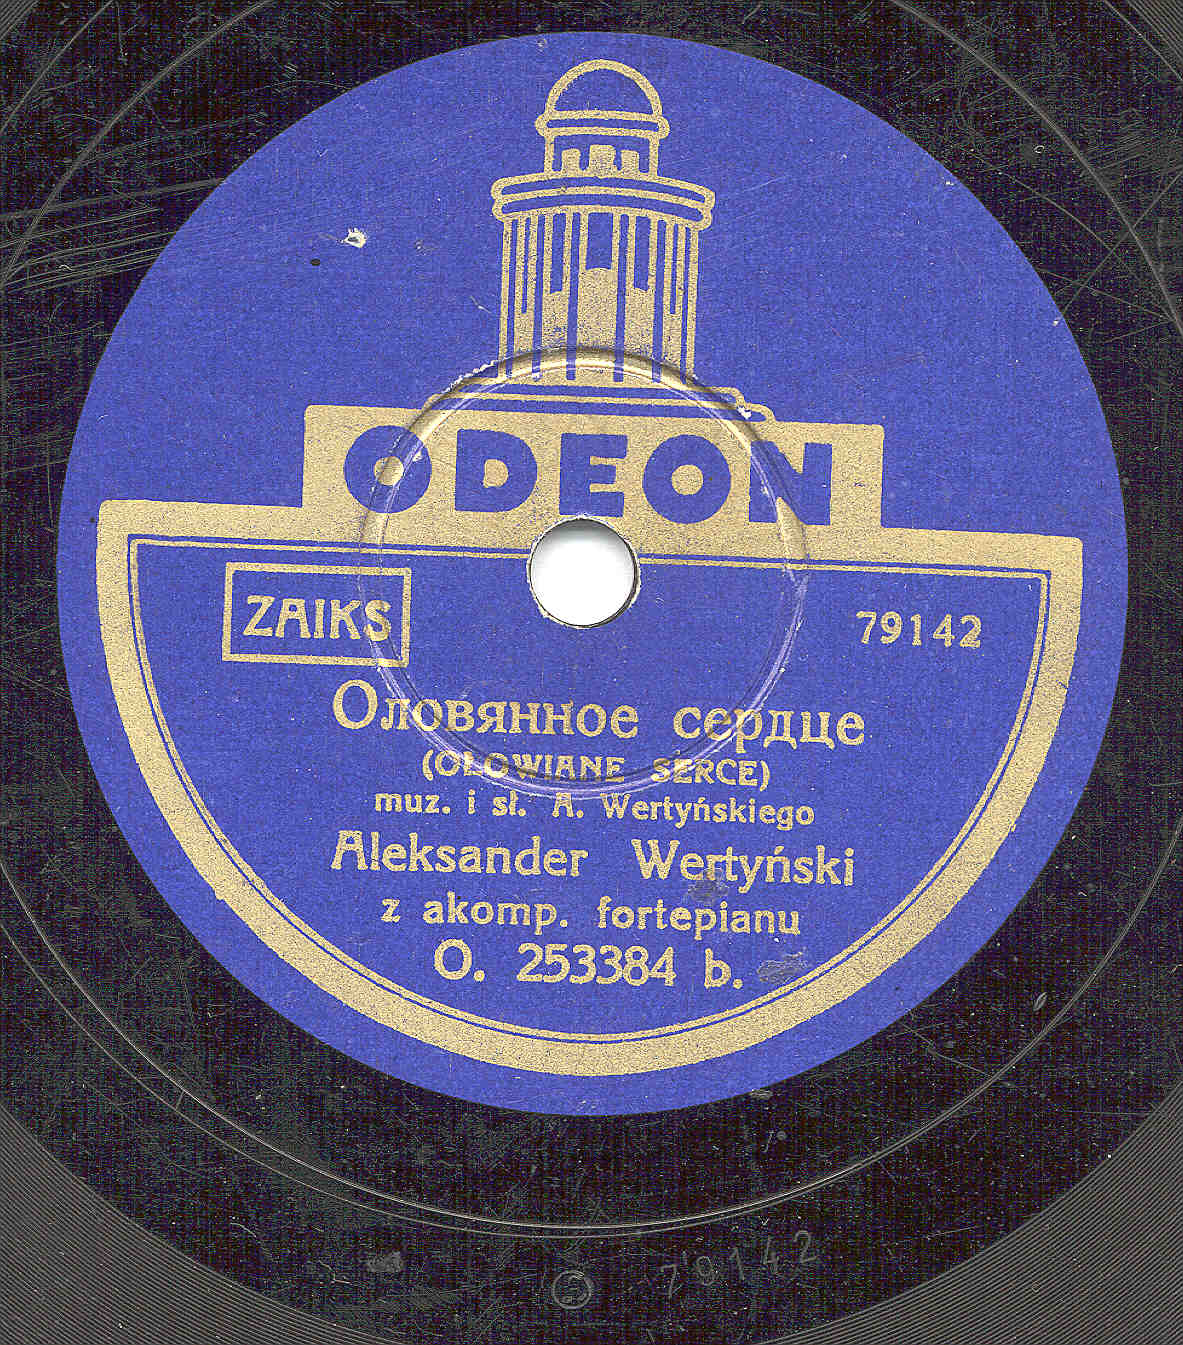 ODEON
ZAIKS
79142
Оловянное сердце
(OŁOWIANE SERCE)
muz. i sł. A. Wertyńskiego
Aleksander Wertyński
z akomp. fortepianu
O. 253384 b.
79142